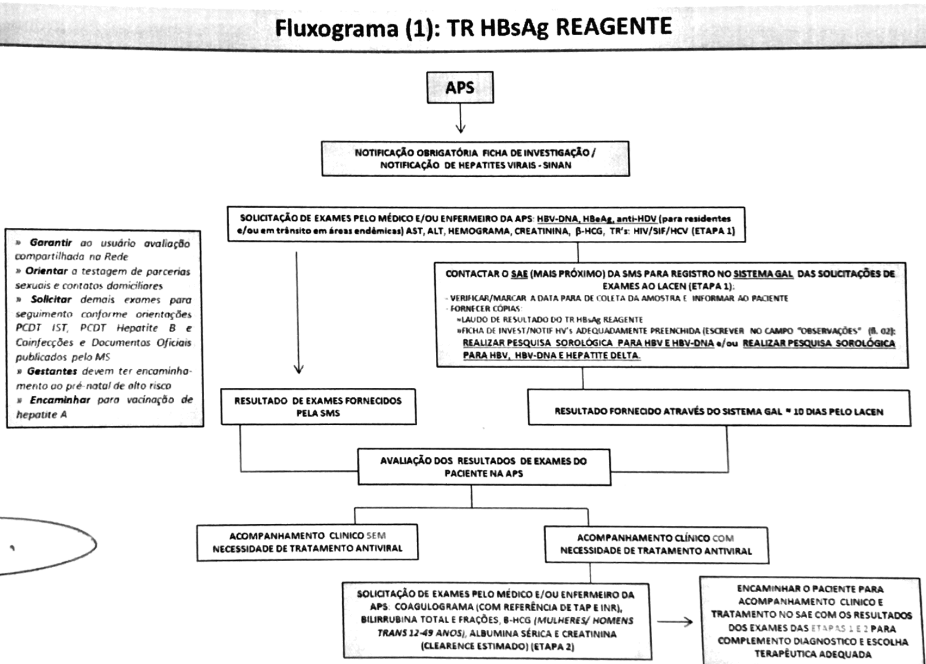 Fluxograma (1): TR HBsAg REAGENTE
APS
NOTIFICAÇÃO OBRIGATÓRIA FICHA DE INVESTIGAÇÃO /
NOTIFICAÇÃO DE HEPATITES VIRAIS - SINAN
SOLICITAÇÃO DE EXAMES PELO MÉDICO E/OU ENFERMEIRO DA APS: HBV-DNA, HBeAg, anti-HDV (para residentes
e/ou em trânsito em áreas endêmicas) AST, ALT, HEMOGRAMA, CREATININA, β-HCG, TR's: HIV/SIF/HCV (ETAPA 1)
» Garantir ao usuário avaliação
compartilhada na Rede
» Orientar a testagem de parcerias
sexuais e contatos domiciliares
» Solicitar demais exames para
seguimento conforme orientações
PCDT IST, PCDT Hepatite B e
Coinfecções e Documentos Oficiais
publicados pelo MS
» Gestantes devem ter encaminha-
mento ao pré-natal de alto risco
» Encaminhar para vacinação de
hepatite A
CONTACTAR O SAE (MAIS PRÓXIMO) DA SMS PARA REGISTRO NO SISTEMA GAL DAS SOLICITAÇÕES DE
EXAMES AO LACEN (ETAPA 1):
- VERIFICAR/MARCAR A DATA PARA DE COLETA DA AMOSTRA E INFORMAR AO PACIENTE
- FORNECER CÓPIAS:
»LAUDO DE RESULTADO DO TR HBsAg REAGENTE
»FICHA DE INVEST/NOTIF HV's ADEQUADAMENTE PREENCHIDA (ESCREVER NO CAMPO "OBSERVAÇÕES" (fl. 02):
REALIZAR PESQUISA SOROLÓGICA PARA HBV E HBV-DNA e/ou REALIZAR PESQUISA SOROLÓGICA
PARA HBV, HBV-DNA E HEPATITE DELTA.
RESULTADO DE EXAMES FORNECIDOS
PELA SMS
RESULTADO FORNECIDO ATRAVÉS DO SISTEMA GAL = 10 DIAS PELO LACEN
AVALIAÇÃO DOS RESULTADOS DE EXAMES DO
PACIENTE NA APS
ACOMPANHAMENTO CLINICO SEM
NECESSIDADE DE TRATAMENTO ANTIVIRAL
ACOMPANHAMENTO CLÍNICO COM
NECESSIDADE DE TRATAMENTO ANTIVIRAL
SOLICITAÇÃO DE EXAMES PELO MÉDICO E/OU ENFERMEIRO DA
APS: COAGULOGRAMA (COM REFERÊNCIA DE TAP E INR),
BILIRRUBINA TOTAL E FRAÇÕES, B-HCG (MULHERES/ HOMENS
TRANS 12-49 ANOS), ALBUMINA SÉRICA E CREATININA
(CLEARENCE ESTIMADO) (ETAPA 2)
ENCAMINHAR O PACIENTE PARA
ACOMPANHAMENTO CLINICO E
TRATAMENTO NO SAE COM OS RESULTADOS
DOS EXAMES DAS ETAPAS 1 E 2 PARA
COMPLEMENTO DIAGNOSTICO E ESCOLHA
TERAPÊUTICA ADEQUADA